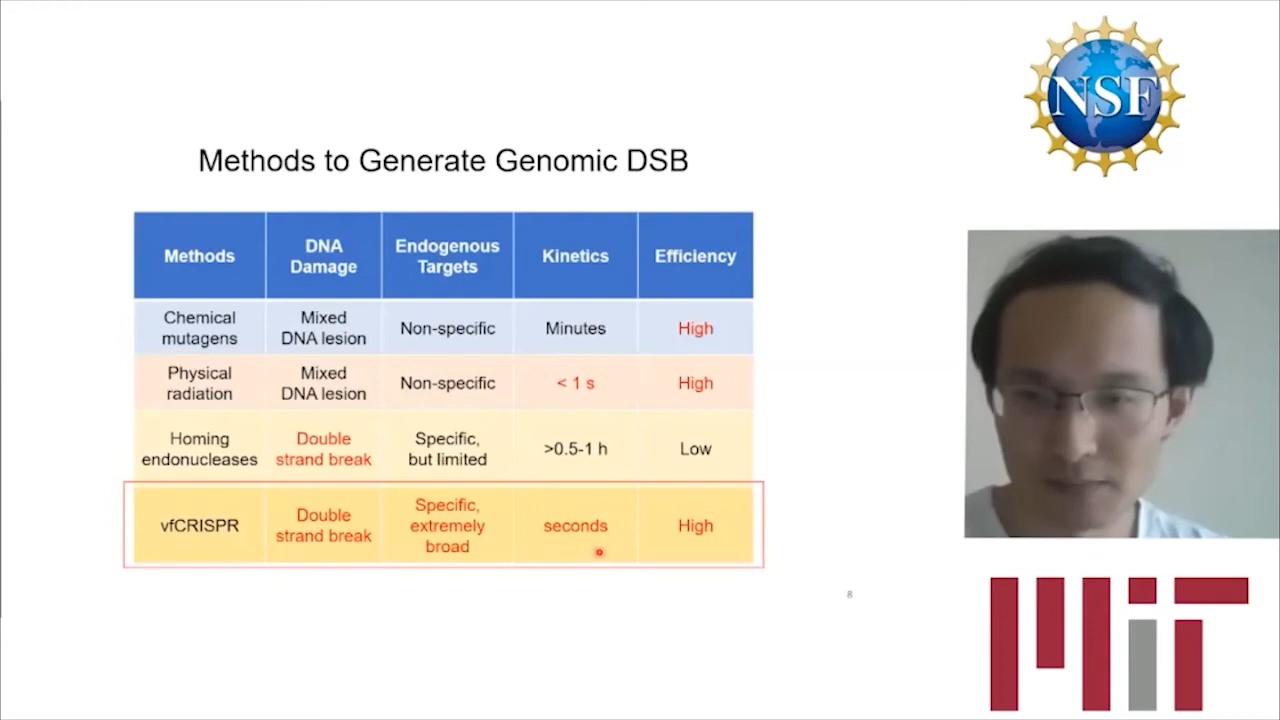 NSF
Methods to Generate Genomic DSB
Methods
DNA
Damage
Endogenous
Targets
Kinetics
Efficiency
Chemical
mutagens
Mixed
DNA lesion
Non-specific
Minutes
High
Physical
radiation
Mixed
DNA lesion
Non-specific
< 1 s
High
Homing
endonucleases
Double
strand break
Specific,
but limited
>0.5-1 h
Low
vfCRISPR
Double
strand break
Specific,
extremely
broad
seconds
High
8
MIT